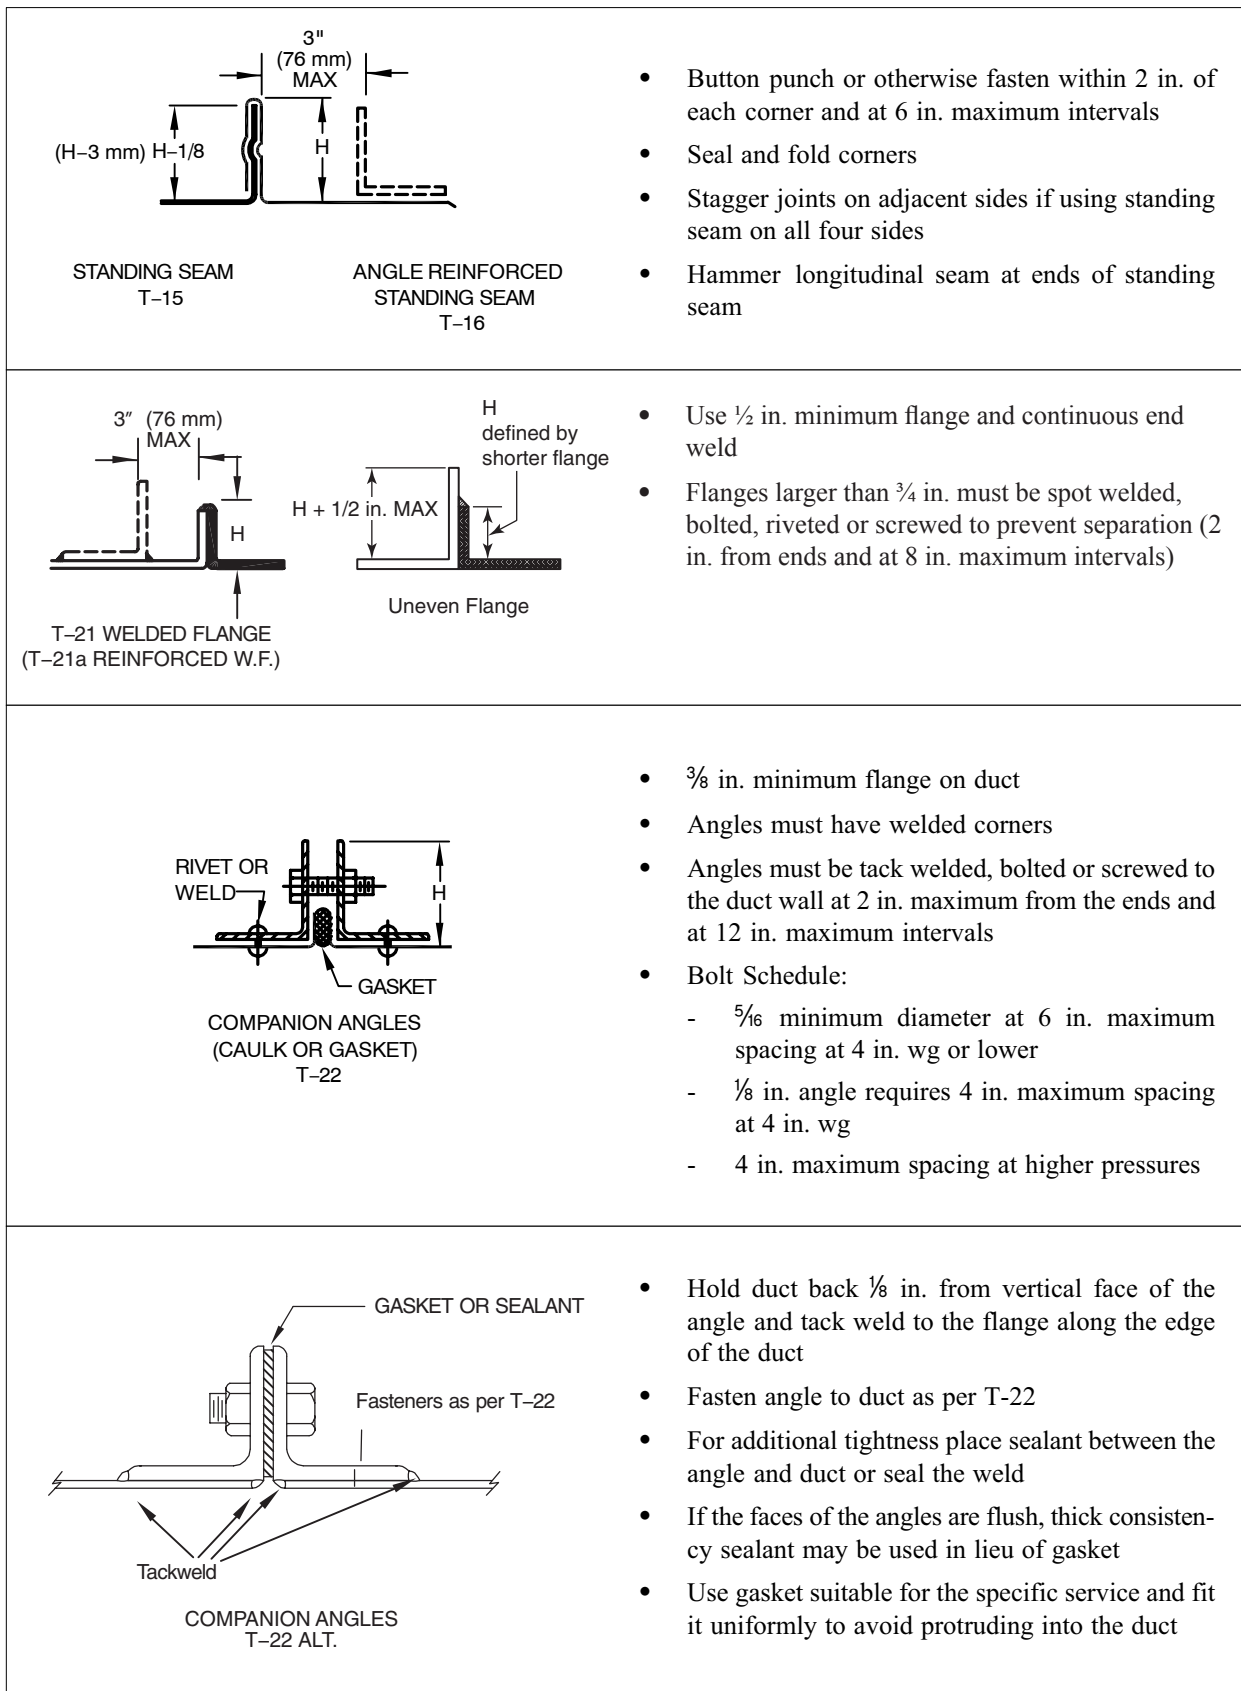 3"
(76 mm)
MAX
(H–3 mm) H–1/8
H
STANDING SEAM
T–15
ANGLE REINFORCED
STANDING SEAM
T–16
• Button punch or otherwise fasten within 2 in. of
each corner and at 6 in. maximum intervals
• Seal and fold corners
• Stagger joints on adjacent sides if using standing
seam on all four sides
• Hammer longitudinal seam at ends of standing
seam
3″ (76 mm)
MAX
H
T–21 WELDED FLANGE
(T–21a REINFORCED W.F.)
H
defined by
shorter flange
H + 1/2 in. MAX
Uneven Flange
• Use ½ in. minimum flange and continuous end
weld
• Flanges larger than ¾ in. must be spot welded,
bolted, riveted or screwed to prevent separation (2
in. from ends and at 8 in. maximum intervals)
RIVET OR
WELD
H
GASKET
COMPANION ANGLES
(CAULK OR GASKET)
T–22
• ⅜ in. minimum flange on duct
• Angles must have welded corners
• Angles must be tack welded, bolted or screwed to
the duct wall at 2 in. maximum from the ends and
at 12 in. maximum intervals
• Bolt Schedule:
- 5⁄16 minimum diameter at 6 in. maximum
spacing at 4 in. wg or lower
- ⅛ in. angle requires 4 in. maximum spacing
at 4 in. wg
- 4 in. maximum spacing at higher pressures
GASKET OR SEALANT
Fasteners as per T–22
Tackweld
COMPANION ANGLES
T–22 ALT.
• Hold duct back ⅛ in. from vertical face of the
angle and tack weld to the flange along the edge
of the duct
• Fasten angle to duct as per T-22
• For additional tightness place sealant between the
angle and duct or seal the weld
• If the faces of the angles are flush, thick consisten-
cy sealant may be used in lieu of gasket
• Use gasket suitable for the specific service and fit
it uniformly to avoid protruding into the duct